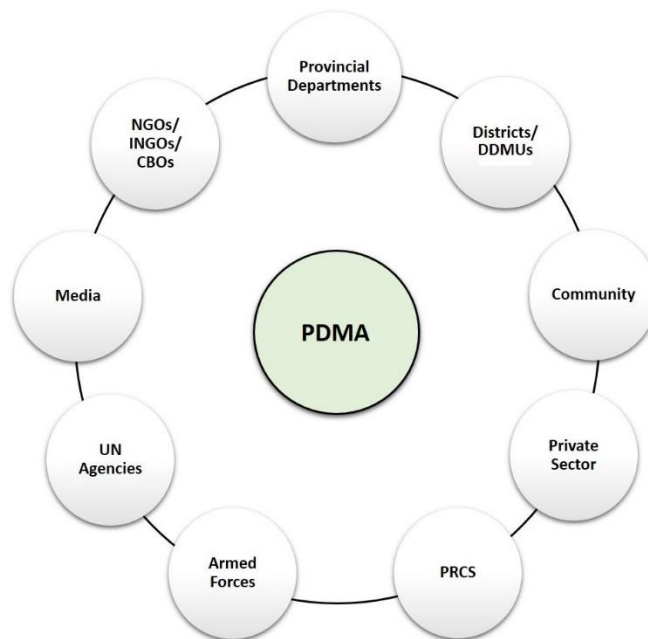 Provincial
Departments
Districts/
DDMUs
Community
Private
Sector
PRCS
Armed
Forces
UN
Agencies
Media
NGOs/
INGOs/
CBOs
PDMA